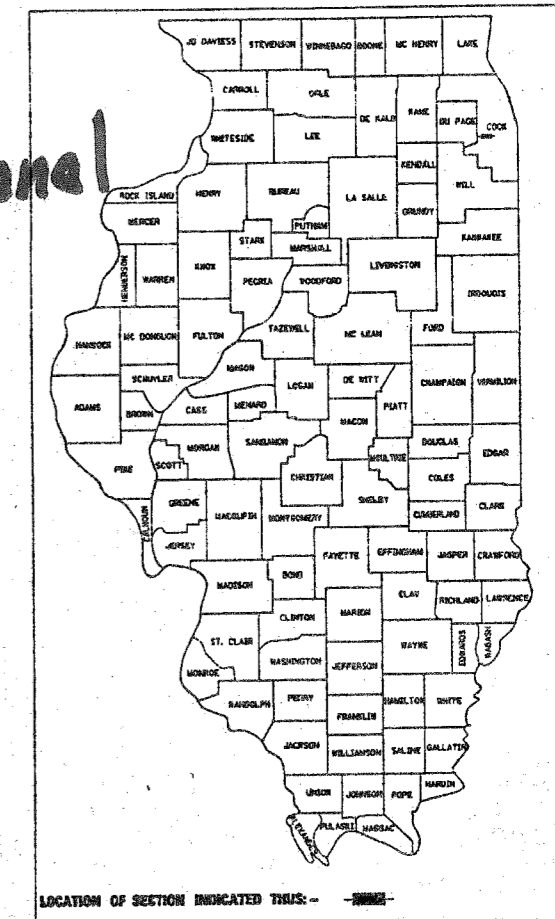 JO DAVIESS STEVENSON WINNEBAGO BOONE MC HENRY LAKE
CARROLL OGLE DE KALB KANE DU PAGE COOK
WHITESIDE LEE KENDALL WILL
nal
ROCK ISLAND HENRY BUREAU LA SALLE GRUNDY
MERCER PUTNAM KANKAKEE
STARK MARSHALL
HENDERSON WARREN KNOX PEORIA WOODFORD LIVINGSTON IROQUOIS
HANCOCK MC DONOUGH FULTON TAZEWELL MC LEAN FORD
SCHUYLER MASON LOGAN DE WITT CHAMPAIGN VERMILION
ADAMS BROWN CASS MENARD MACON PIATT
MORGAN SANGAMON DOUGLAS EDGAR
PIKE SCOTT CHRISTIAN MOULTRIE COLES
GREENE MACOUPIN MONTGOMERY SHELBY CUMBERLAND CLARK
CALHOUN JERSEY FAYETTE EFFINGHAM JASPER CRAWFORD
MADISON BOND CLAY RICHLAND LAWRENCE
CLINTON MARION
ST. CLAIR WASHINGTON JEFFERSON WAYNE EDWARDS WABASH
MONROE
RANDOLPH PERRY HAMILTON WHITE
FRANKLIN
JACKSON WILLIAMSON SALINE GALLATIN
UNION JOHNSON POPE HARDIN
ALEXANDER PULASKI MASSAC
LOCATION OF SECTION INDICATED THUS: -